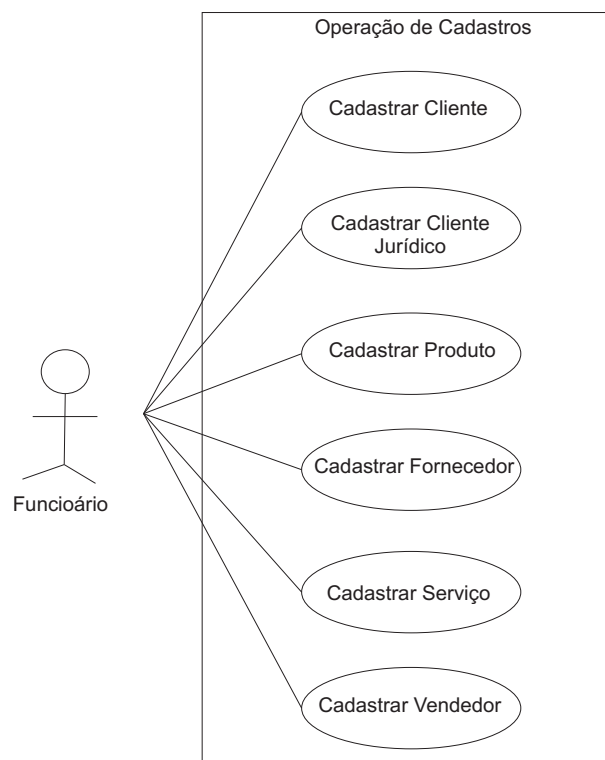 Operação de Cadastros
Cadastrar Cliente
Cadastrar Cliente
Jurídico
Cadastrar Produto
Cadastrar Fornecedor
Funcioário
Cadastrar Serviço
Cadastrar Vendedor